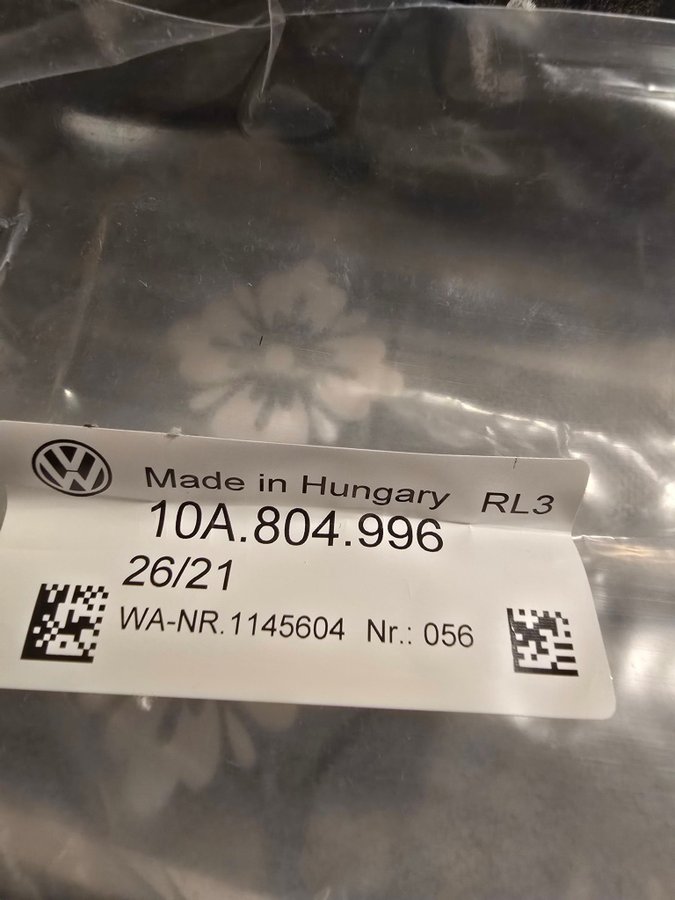 Made in Hungary RL3
10A.804.996
26/21
WA-NR.1145604 Nr.: 056